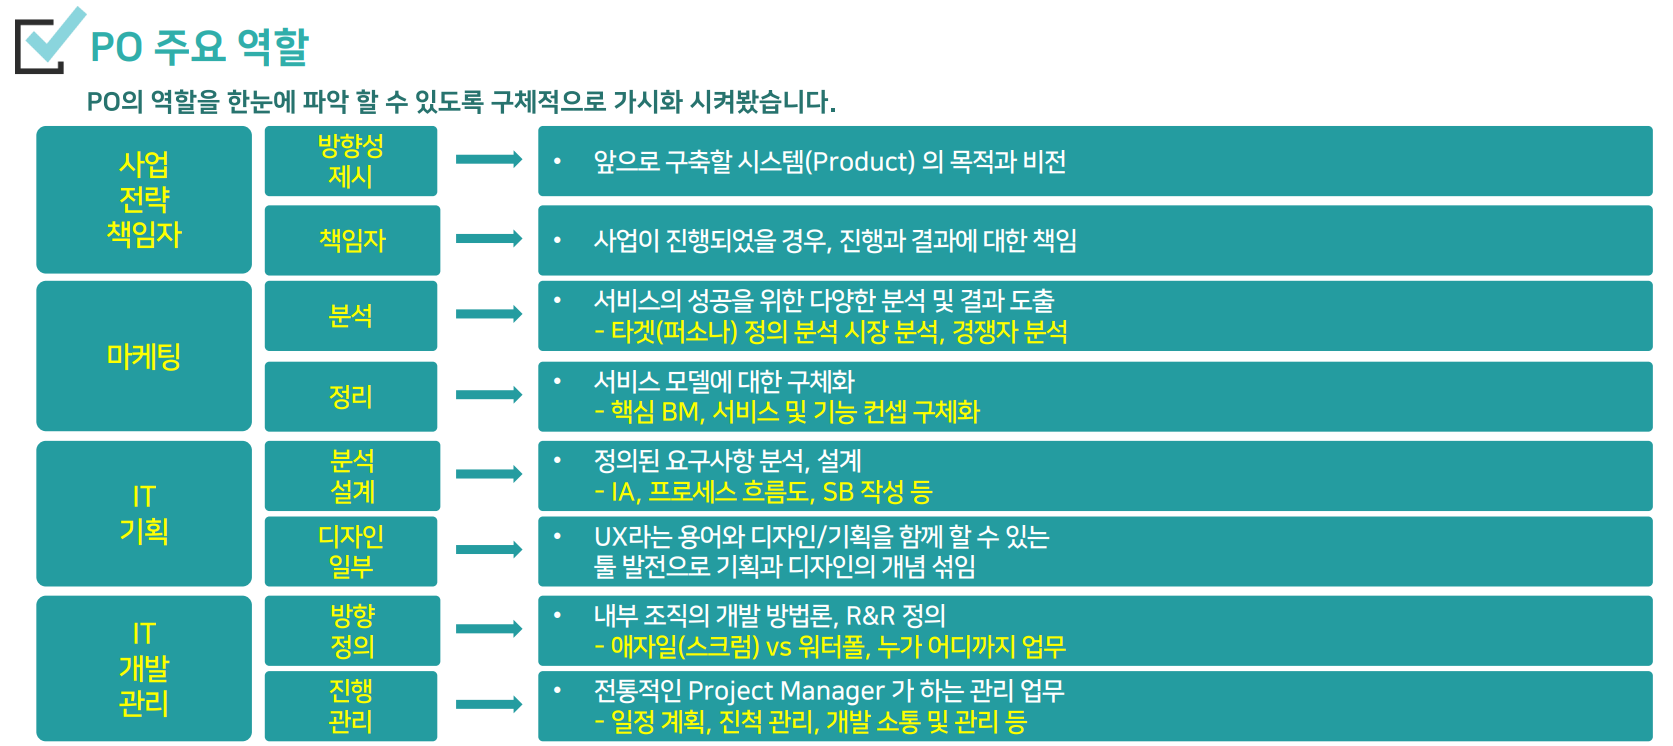 PO 주요 역할
PO의 역할을 한눈에 파악 할 수 있도록 구체적으로 가시화 시켜봤습니다.
사업
전략
책임자
방향성
제시
• 앞으로 구축할 시스템(Product) 의 목적과 비전
책임자
• 사업이 진행되었을 경우, 진행과 결과에 대한 책임
마케팅
분석
• 서비스의 성공을 위한 다양한 분석 및 결과 도출
- 타겟(퍼소나) 정의 분석 시장 분석, 경쟁자 분석
정리
• 서비스 모델에 대한 구체화
- 핵심 BM, 서비스 및 기능 컨셉 구체화
IT
기획
분석
설계
• 정의된 요구사항 분석, 설계
- IA, 프로세스 흐름도, SB 작성 등
디자인
일부
• UX라는 용어와 디자인/기획을 함께 할 수 있는
툴 발전으로 기획과 디자인의 개념 섞임
IT
개발
관리
방향
정의
• 내부 조직의 개발 방법론, R&R 정의
- 애자일(스크럼) vs 워터폴, 누가 어디까지 업무
진행
관리
• 전통적인 Project Manager 가 하는 관리 업무
- 일정 계획, 진척 관리, 개발 소통 및 관리 등